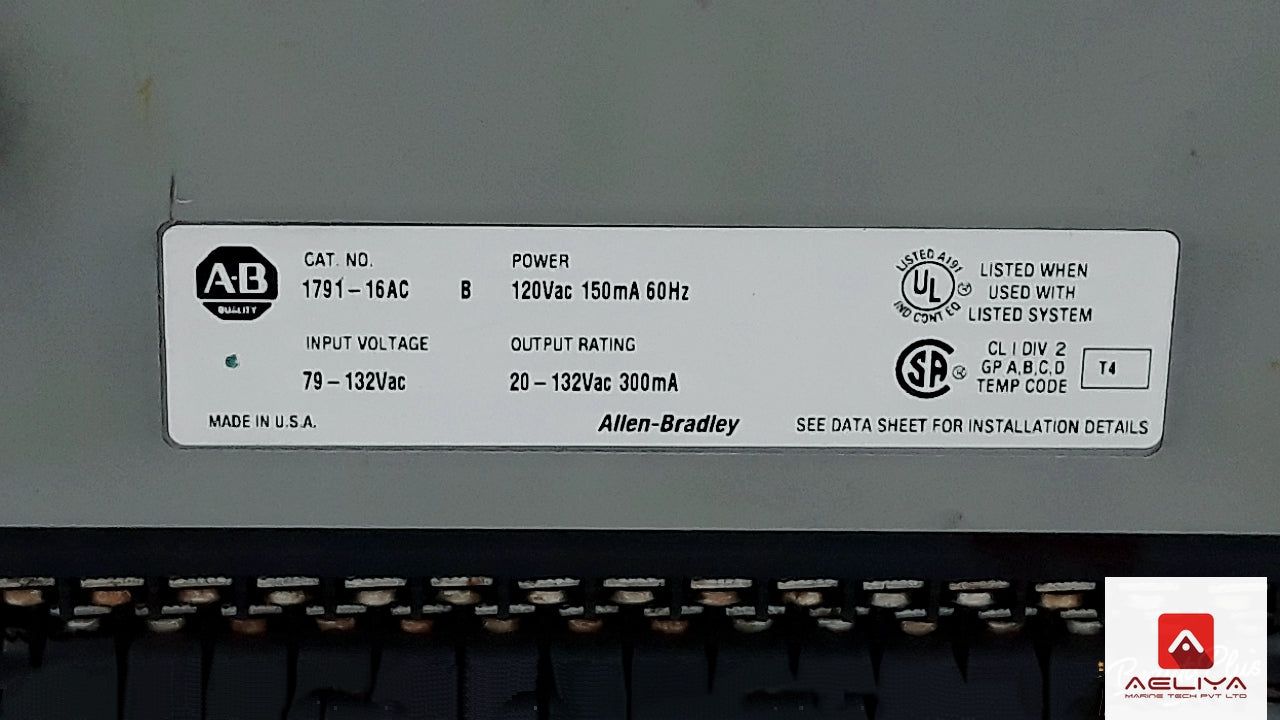 A-B
QUALITY
CAT. NO.
1791-16AC B
POWER
120Vac 150mA 60Hz
INPUT VOLTAGE
79-132Vac
OUTPUT RATING
20-132Vac 300mA
MADE IN U.S.A.
Allen-Bradley
LISTED A191
UL
IND CONT EQ
LISTED WHEN
USED WITH
LISTED SYSTEM
SA
CL I DIV 2
GP A,B,C,D
TEMP CODE
T4
SEE DATA SHEET FOR INSTALLATION DETAILS
AELIYA
MARINE TECH PVT LTD